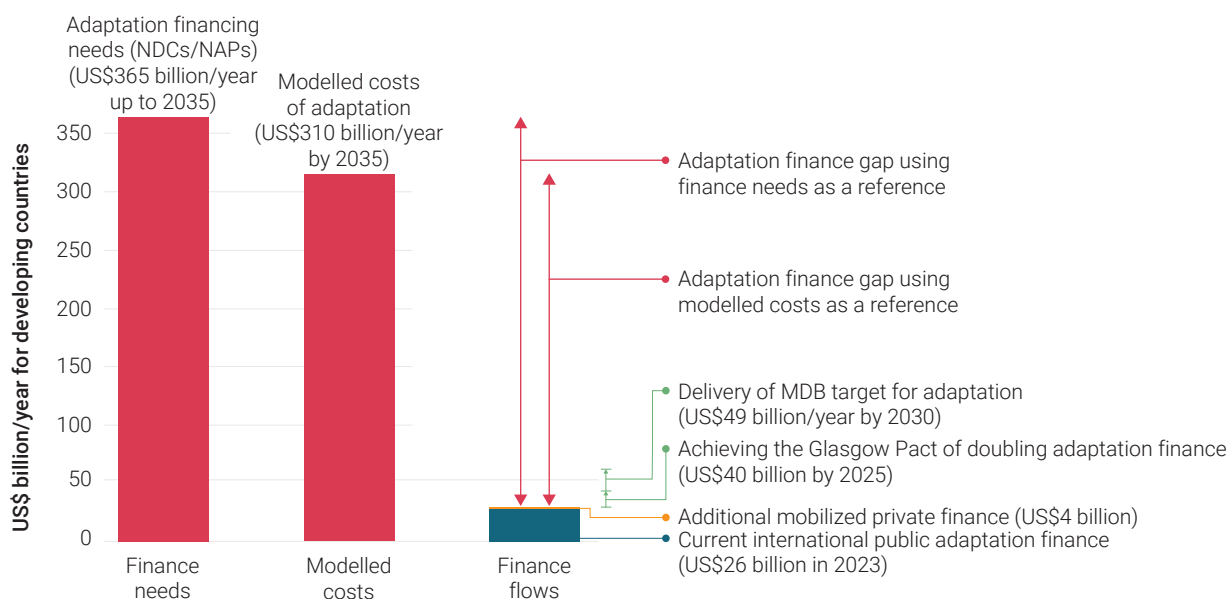 Adaptation financing
needs (NDCs/NAPs)
(US$365 billion/year
up to 2035)
Modelled costs
of adaptation
(US$310 billion/year
by 2035)
US$ billion/year for developing countries
350
300
250
200
150
100
50
0
Adaptation finance gap using
finance needs as a reference
Adaptation finance gap using
modelled costs as a reference
Delivery of MDB target for adaptation
(US$49 billion/year by 2030)
Achieving the Glasgow Pact of doubling adaptation finance
(US$40 billion by 2025)
Additional mobilized private finance (US$4 billion)
Current international public adaptation finance
(US$26 billion in 2023)
Finance
needs
Modelled
costs
Finance
flows